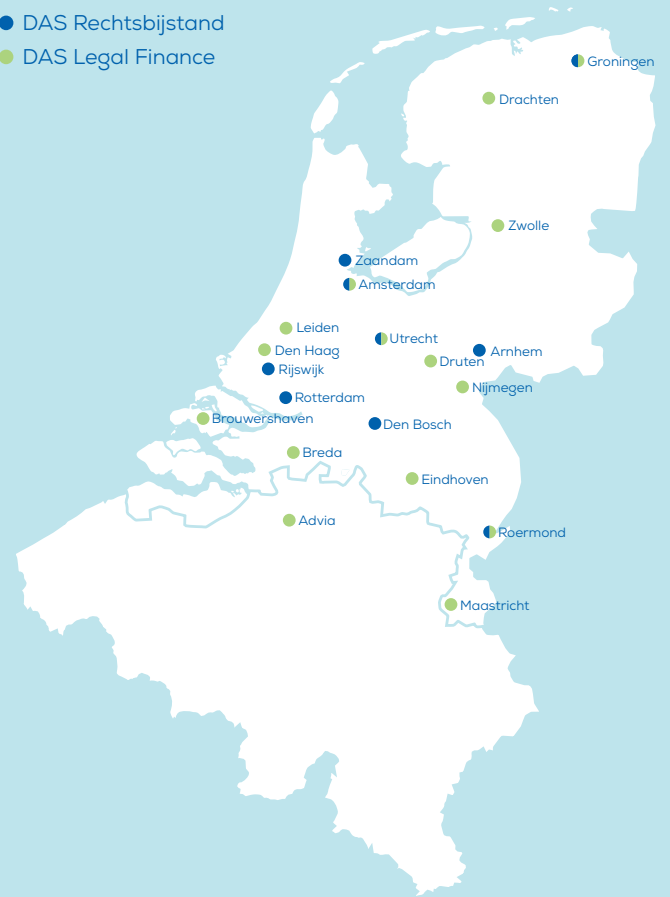 DAS Rechtsbijstand
DAS Legal Finance
Groningen
Drachten
Zwolle
Zaandam
Amsterdam
Leiden
Utrecht
Den Haag
Arnhem
Druten
Rijswijk
Nijmegen
Rotterdam
Brouwershaven
Den Bosch
Breda
Eindhoven
Advia
Roermond
Maastricht